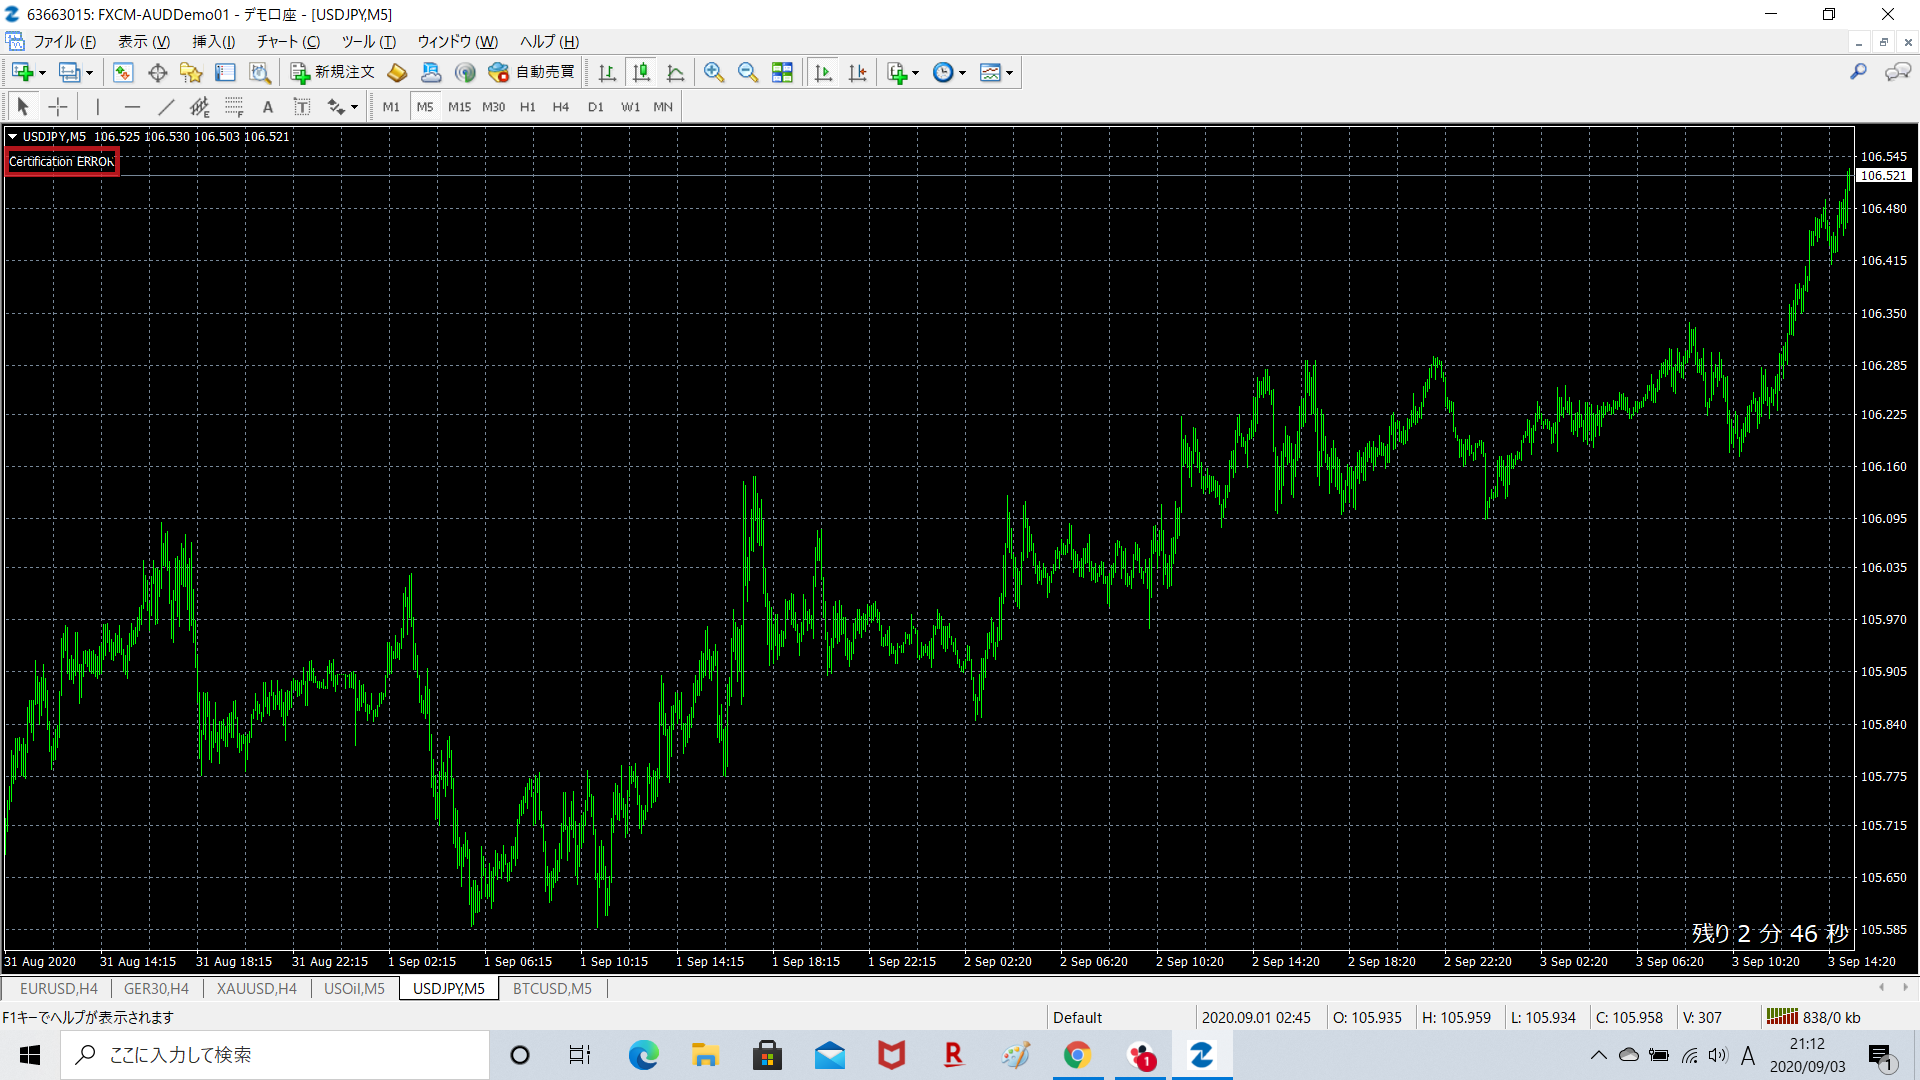 63663015: FXCM-AUDDemo01 - デモ口座 - [USDJPY,M5]
ファイル (F) 表示 (V) 挿入(I) チャート (C) ツール (T) ウィンドウ (W) ヘルプ (H)
新規注文 自動売買
E F A T M1 M5 M15 M30 H1 H4 D1 W1 MN
USDJPY,M5 106.525 106.530 106.503 106.521
Certification ERROR
106.545
106.521
106.480
106.415
106.350
106.285
106.225
106.160
106.095
106.035
105.970
105.905
105.840
105.775
105.715
105.650
105.585
残り 2 分 46 秒
31 Aug 2020 31 Aug 14:15 31 Aug 18:15 31 Aug 22:15 1 Sep 02:15 1 Sep 06:15 1 Sep 10:15 1 Sep 14:15 1 Sep 18:15 1 Sep 22:15 2 Sep 02:20 2 Sep 06:20 2 Sep 10:20 2 Sep 14:20 2 Sep 18:20 2 Sep 22:20 3 Sep 02:20 3 Sep 06:20 3 Sep 10:20 3 Sep 14:20
EURUSD,H4 GER30,H4 XAUUSD,H4 USOil,M5 USDJPY,M5 BTCUSD,M5
F1キーでヘルプが表示されます Default 2020.09.01 02:45 O: 105.935 H: 105.959 L: 105.934 C: 105.958 V: 307 838/0 kb
ここに入力して検索 R 1 A 21:12 1
2020/09/03